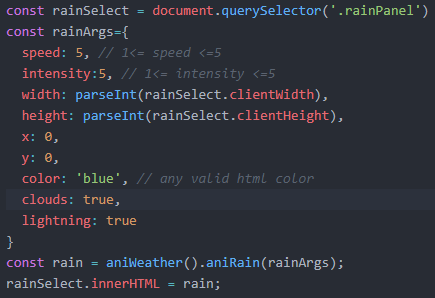 const rainSelect = document.querySelector('.rainPanel')
const rainArgs={
speed: 5, // 1<= speed <=5
intensity:5, // 1<= intensity <=5
width: parseInt(rainSelect.clientWidth),
height: parseInt(rainSelect.clientHeight),
x: 0,
y: 0,
color: 'blue', // any valid html color
clouds: true,
lightning: true
}
const rain = aniWeather().aniRain(rainArgs);
rainSelect.innerHTML = rain;